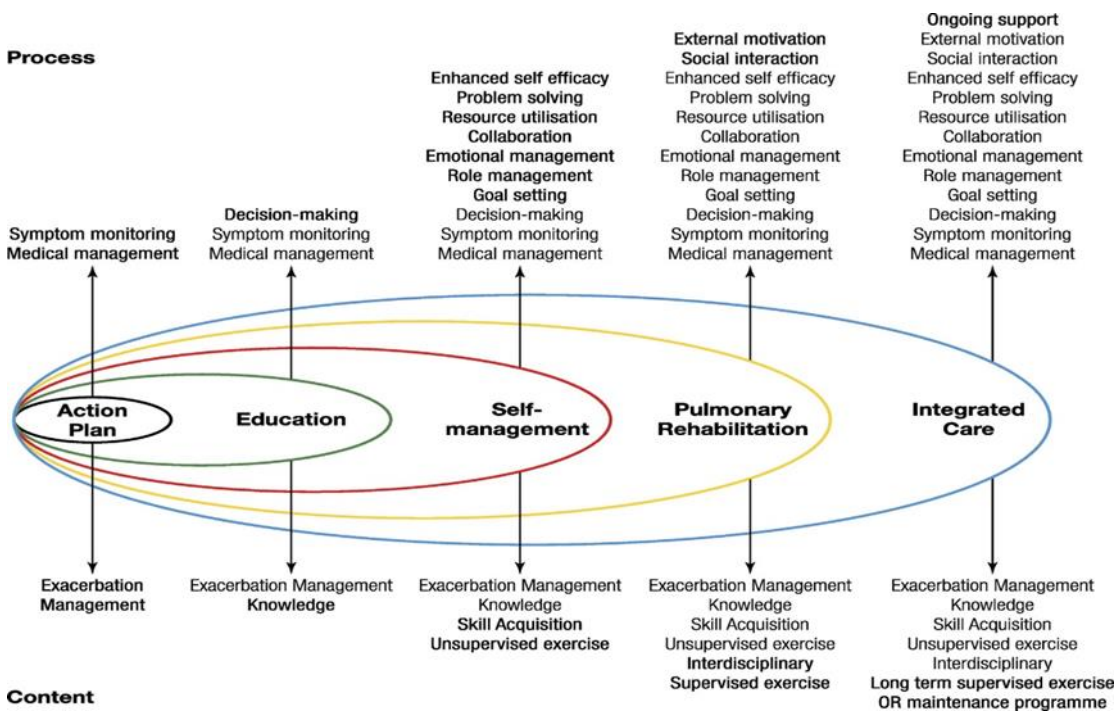 Process
Symptom monitoring
Medical management
Decision-making
Symptom monitoring
Medical management
Enhanced self efficacy
Problem solving
Resource utilisation
Collaboration
Emotional management
Role management
Goal setting
Decision-making
Symptom monitoring
Medical management
External motivation
Social interaction
Enhanced self efficacy
Problem solving
Resource utilisation
Collaboration
Emotional management
Role management
Goal setting
Decision-making
Symptom monitoring
Medical management
Ongoing support
External motivation
Social interaction
Enhanced self efficacy
Problem solving
Resource utilisation
Collaboration
Emotional management
Role management
Goal setting
Decision-making
Symptom monitoring
Medical management
Action
Plan
Education
Self-
management
Pulmonary
Rehabilitation
Integrated
Care
Exacerbation
Management
Exacerbation Management
Knowledge
Exacerbation Management
Knowledge
Skill Acquisition
Unsupervised exercise
Exacerbation Management
Knowledge
Skill Acquisition
Unsupervised exercise
Interdisciplinary
Supervised exercise
Exacerbation Management
Knowledge
Skill Acquisition
Unsupervised exercise
Interdisciplinary
Long term supervised exercise
OR maintenance programme
Content